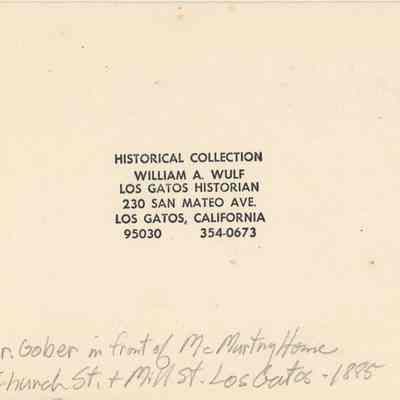 HISTORICAL COLLECTION
WILLIAM A. WULF
LOS GATOS HISTORIAN
230 SAN MATEO AVE.
LOS GATOS, CALIFORNIA
95030 354-0673
r. Gober in front of McMurtry Home
Church St. + Mill St. Los Gatos - 1885